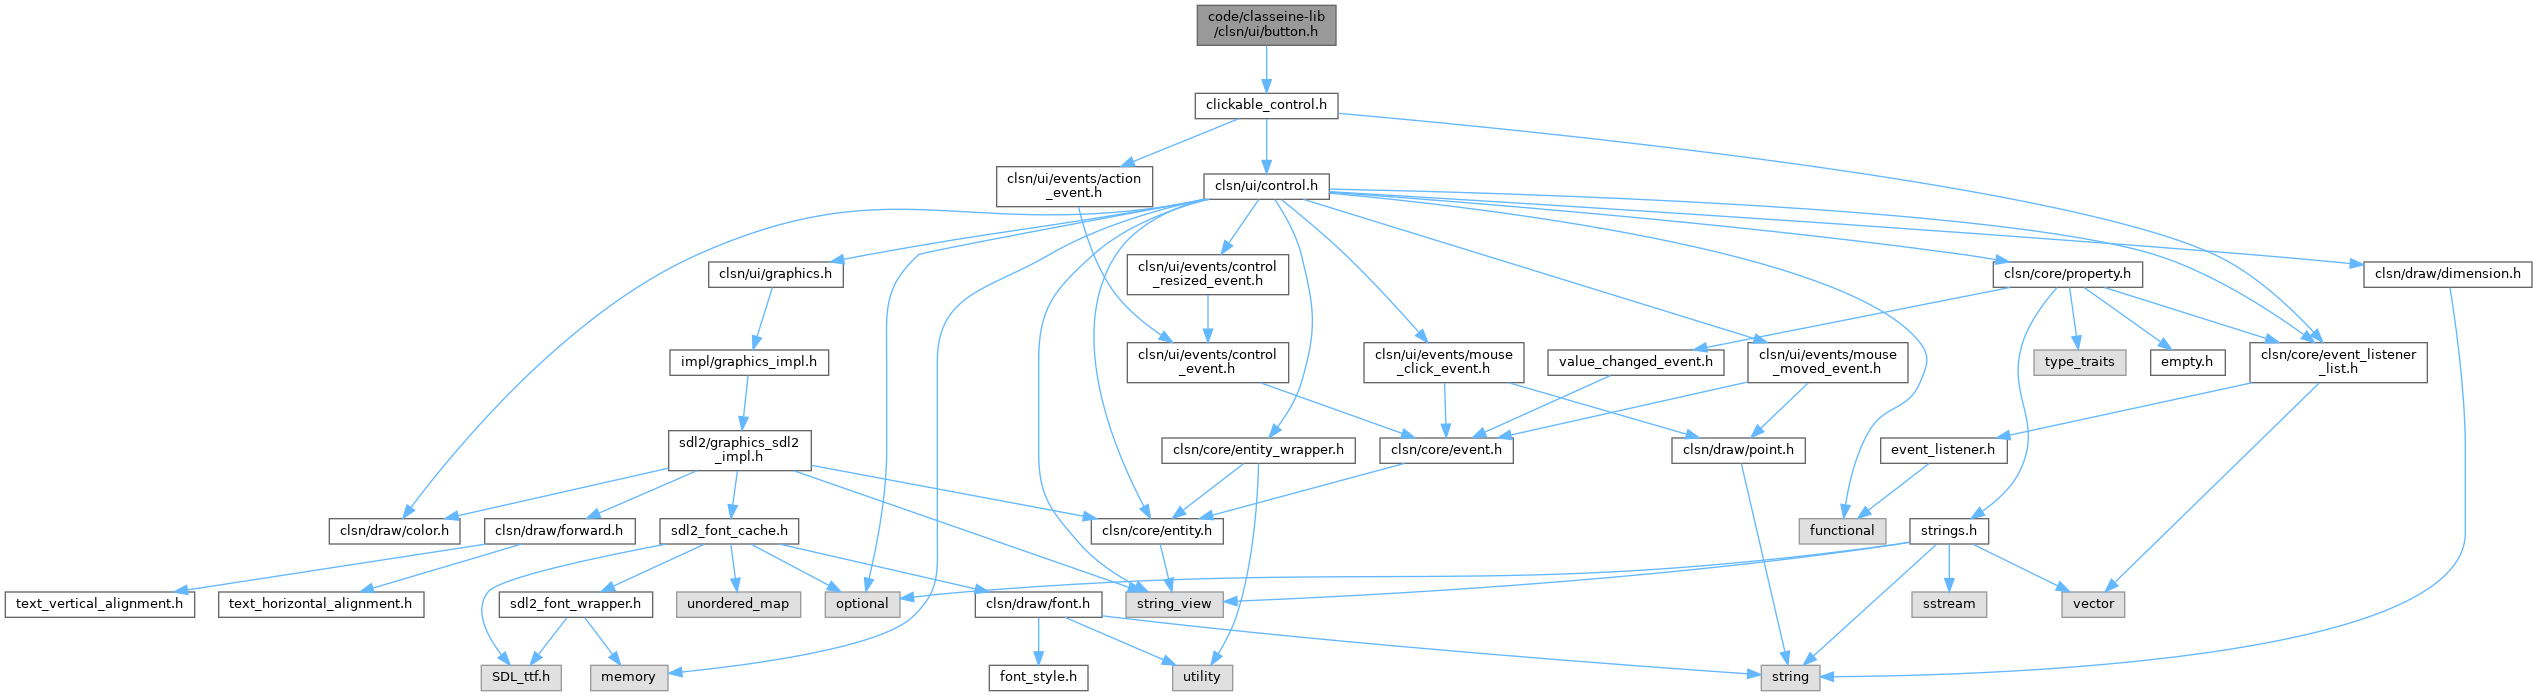 code/classeine-lib
/clsn/ui/button.h
clickable_control.h
clsn/ui/events/action
_event.h
clsn/ui/control.h
clsn/ui/graphics.h
clsn/ui/events/control
_resized_event.h
clsn/core/property.h
clsn/draw/dimension.h
impl/graphics_impl.h
clsn/ui/events/control
_event.h
clsn/ui/events/mouse
_click_event.h
value_changed_event.h
clsn/ui/events/mouse
_moved_event.h
type_traits
empty.h
clsn/core/event_listener
_list.h
sdl2/graphics_sdl2
_impl.h
clsn/core/entity_wrapper.h
clsn/core/event.h
clsn/draw/point.h
event_listener.h
clsn/draw/color.h
clsn/draw/forward.h
sdl2_font_cache.h
clsn/core/entity.h
functional
strings.h
text_vertical_alignment.h
text_horizontal_alignment.h
sdl2_font_wrapper.h
unordered_map
optional
clsn/draw/font.h
string_view
sstream
vector
SDL_ttf.h
memory
font_style.h
utility
string